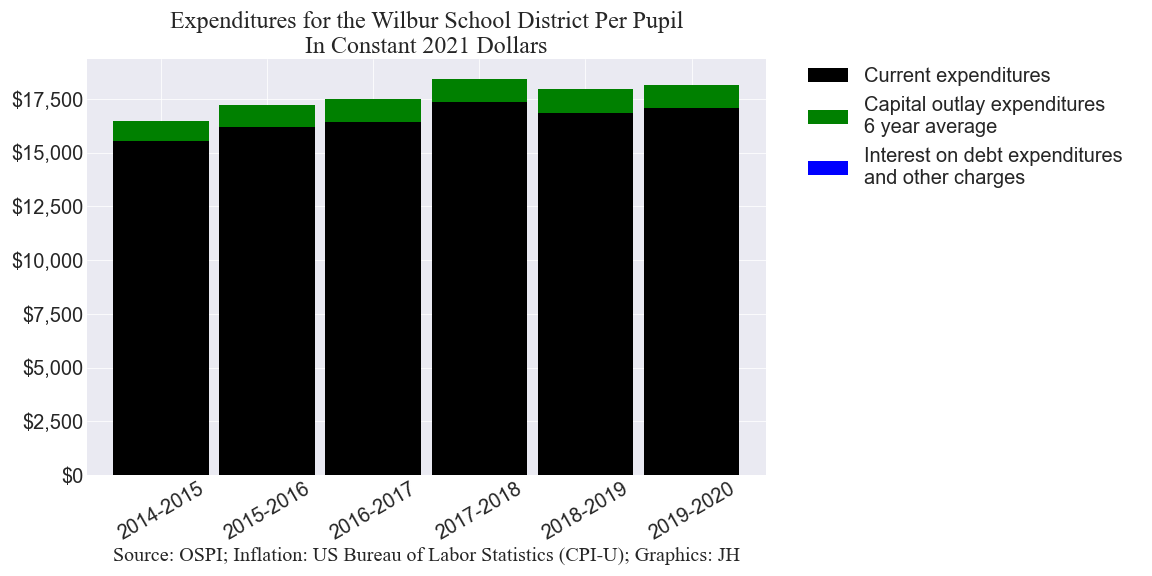 Expenditures for the Wilbur School District Per Pupil
In Constant 2021 Dollars
Current expenditures
Capital outlay expenditures
6 year average
Interest on debt expenditures
and other charges
$17,500
$15,000
$12,500
$10,000
$7,500
$5,000
$2,500
$0
2014-2015
2015-2016
2016-2017
2017-2018
2018-2019
2019-2020
Source: OSPI; Inflation: US Bureau of Labor Statistics (CPI-U); Graphics: JH